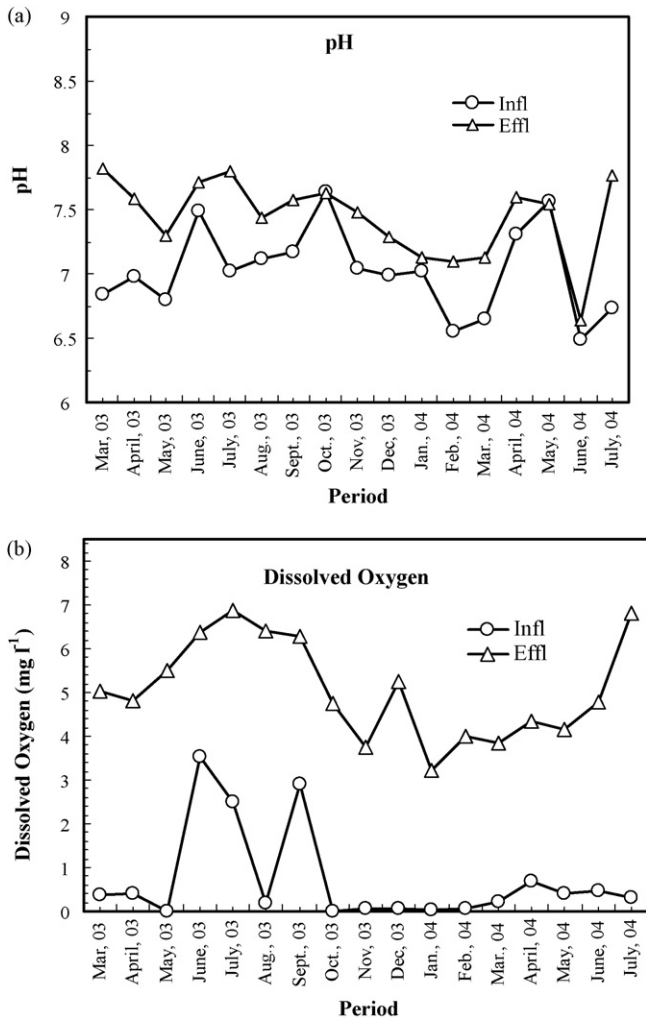 (a)
pH
9
8.5
8
7.5
7
6.5
6
pH
Infl
Effl
Mar, 03
April, 03
May, 03
June, 03
July, 03
Aug., 03
Sept., 03
Oct., 03
Nov, 03
Dec, 03
Jan., 04
Feb., 04
Mar., 04
April, 04
May, 04
June, 04
July, 04
Period
(b)
Dissolved Oxygen
8
7
6
5
4
3
2
1
0
Dissolved Oxygen (mg l⁻¹)
Infl
Effl
Mar, 03
April, 03
May, 03
June, 03
July, 03
Aug., 03
Sept., 03
Oct., 03
Nov, 03
Dec, 03
Jan., 04
Feb., 04
Mar., 04
April, 04
May, 04
June, 04
July, 04
Period